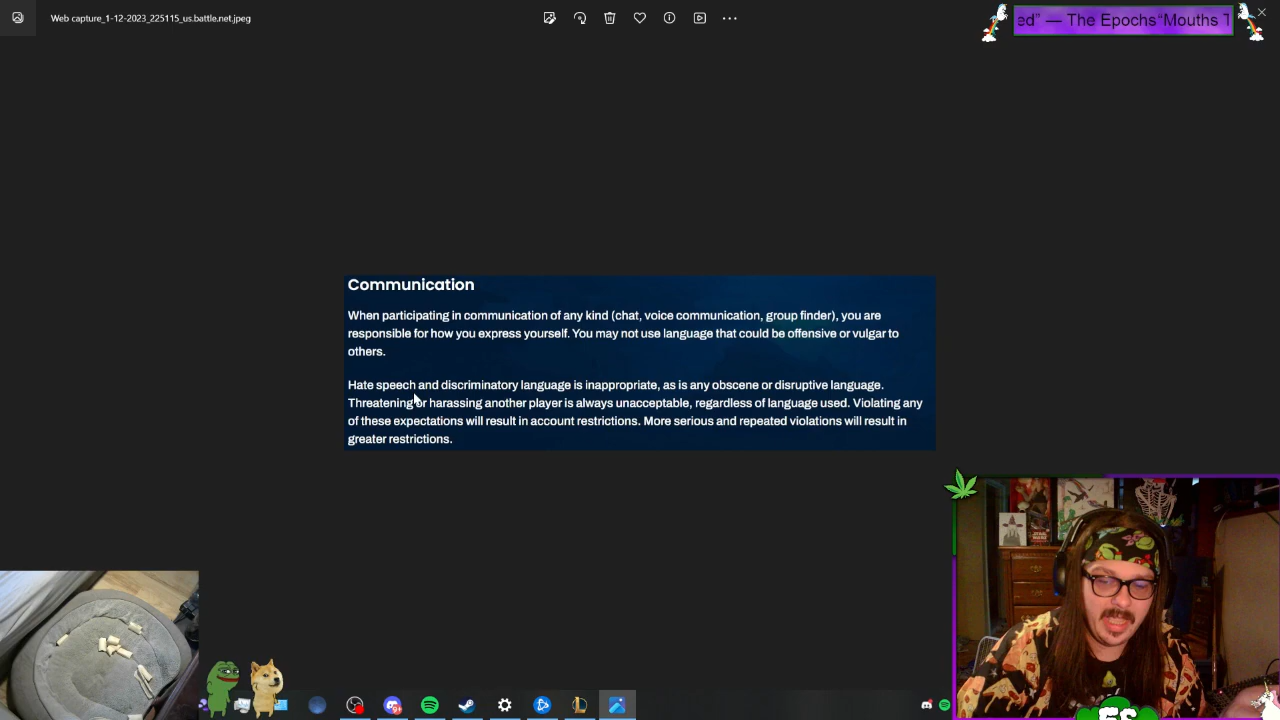 Web capture_1-12-2023_225115_us.battle.net.jpeg
ed” — The Epochs
“Mouths T
Communication
When participating in communication of any kind (chat, voice communication, group finder), you are
responsible for how you express yourself. You may not use language that could be offensive or vulgar to
others.
Hate speech and discriminatory language is inappropriate, as is any obscene or disruptive language.
Threatening or harassing another player is always unacceptable, regardless of language used. Violating any
of these expectations will result in account restrictions. More serious and repeated violations will result in
greater restrictions.